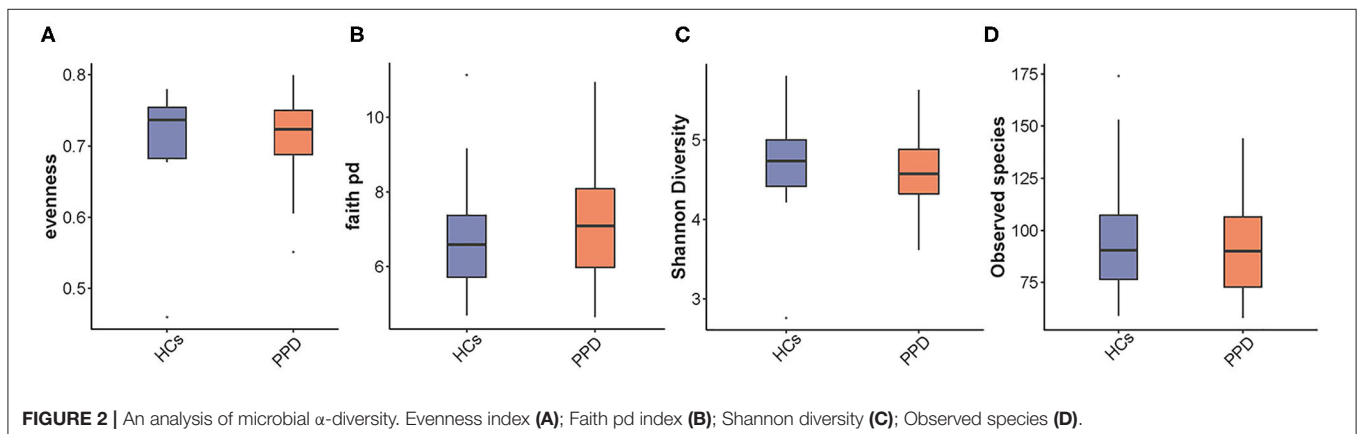 A
B
C
D
evenness
0.8
0.7
0.6
0.5
HCs
PPD
faith pd
10
8
6
HCs
PPD
Shannon Diversity
5
4
3
HCs
PPD
Observed species
175
150
125
100
75
HCs
PPD
FIGURE 2 | An analysis of microbial α-diversity. Evenness index (A); Faith pd index (B); Shannon diversity (C); Observed species (D).